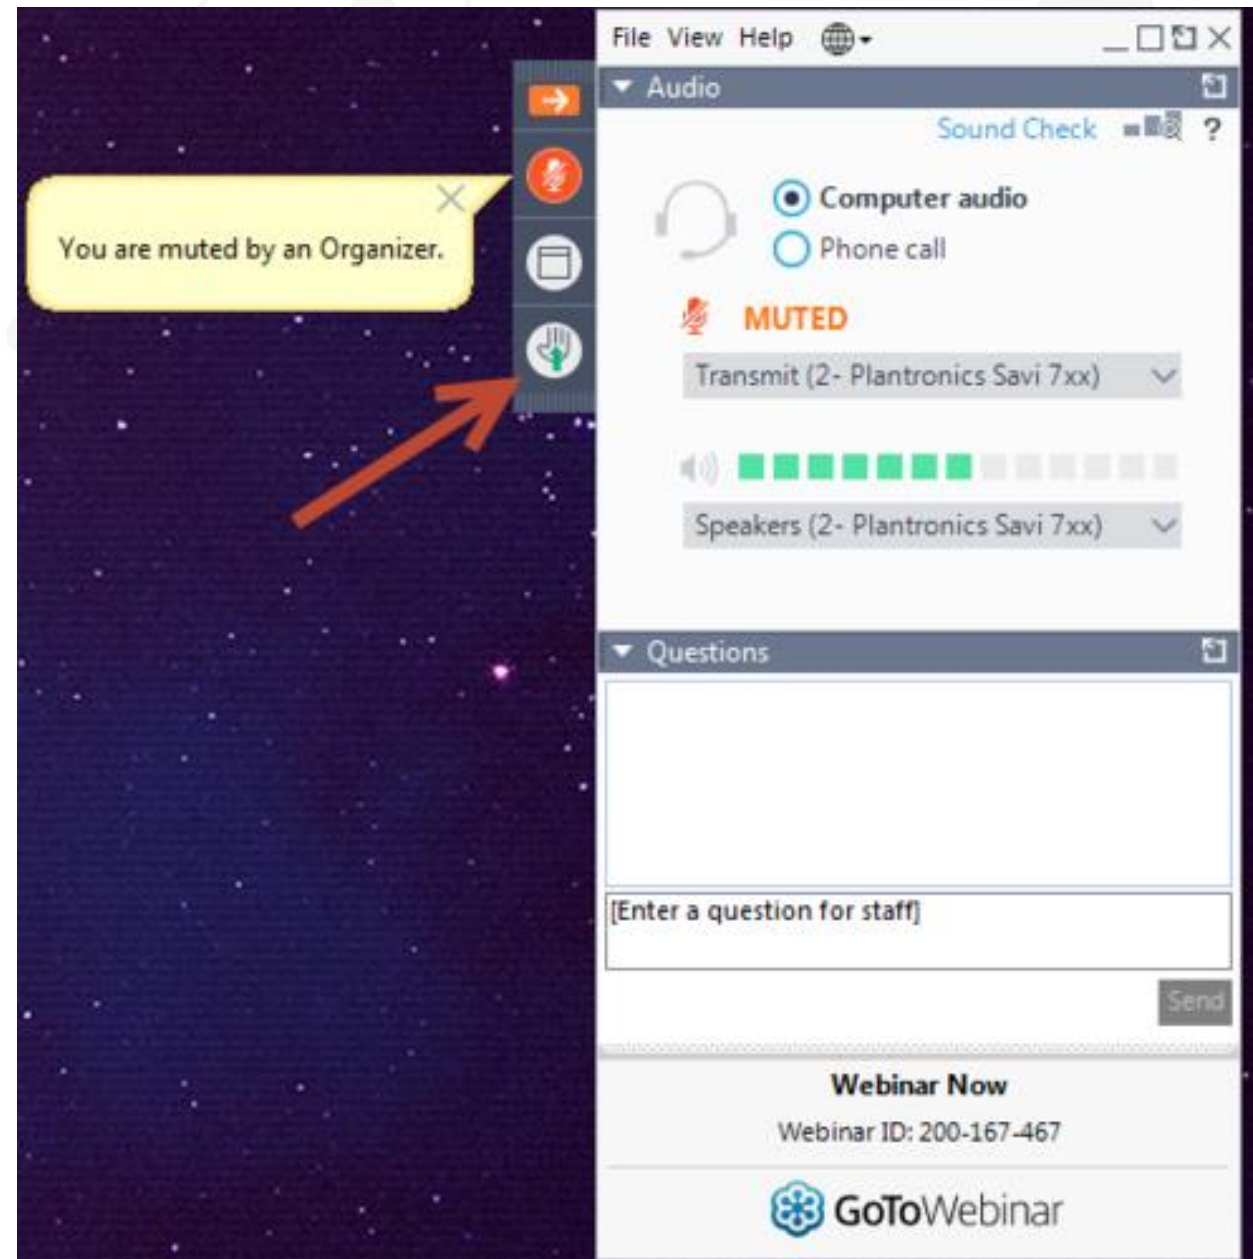 File View Help
Audio
Sound Check ?
Computer audio
Phone call
You are muted by an Organizer.
MUTED
Transmit (2- Plantronics Savi 7xx)
Speakers (2- Plantronics Savi 7xx)
Questions
[Enter a question for staff]
Send
Webinar Now
Webinar ID: 200-167-467
GoToWebinar